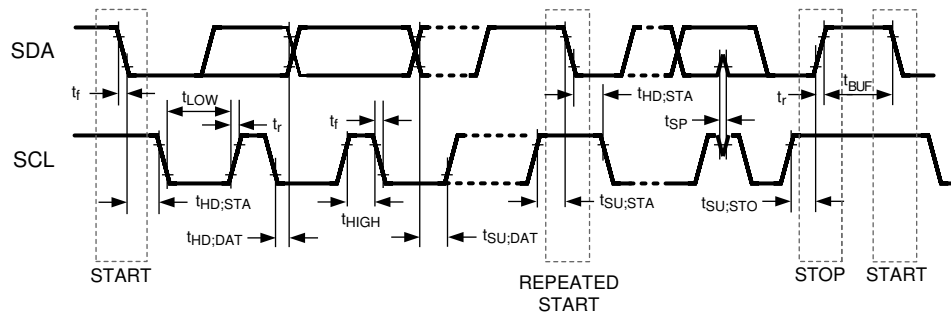 SDA
t_f
t_LOW
t_r
t_f
t_HD;STA
t_SP
t_r
t_BUF
SCL
t_HD;STA
t_HD;DAT
t_HIGH
t_SU;DAT
t_SU;STA
t_SU;STO
START
REPEATED
START
STOP
START